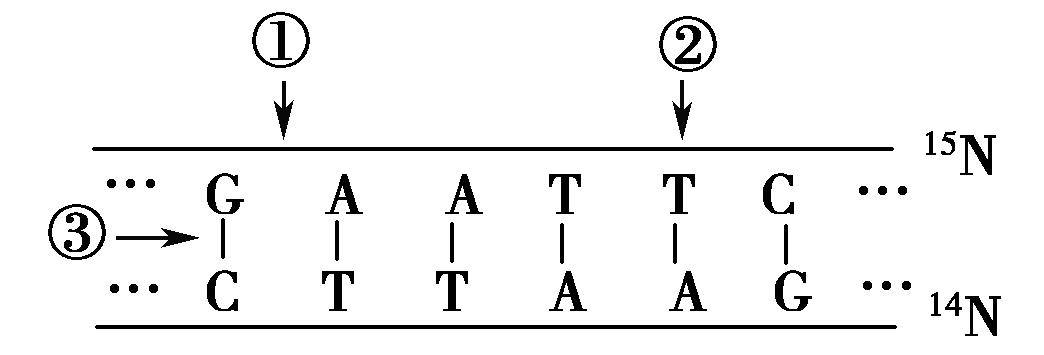 ① ②
¹⁵N
··· G A A T T C ···
③
··· C T T A A G ···
¹⁴N